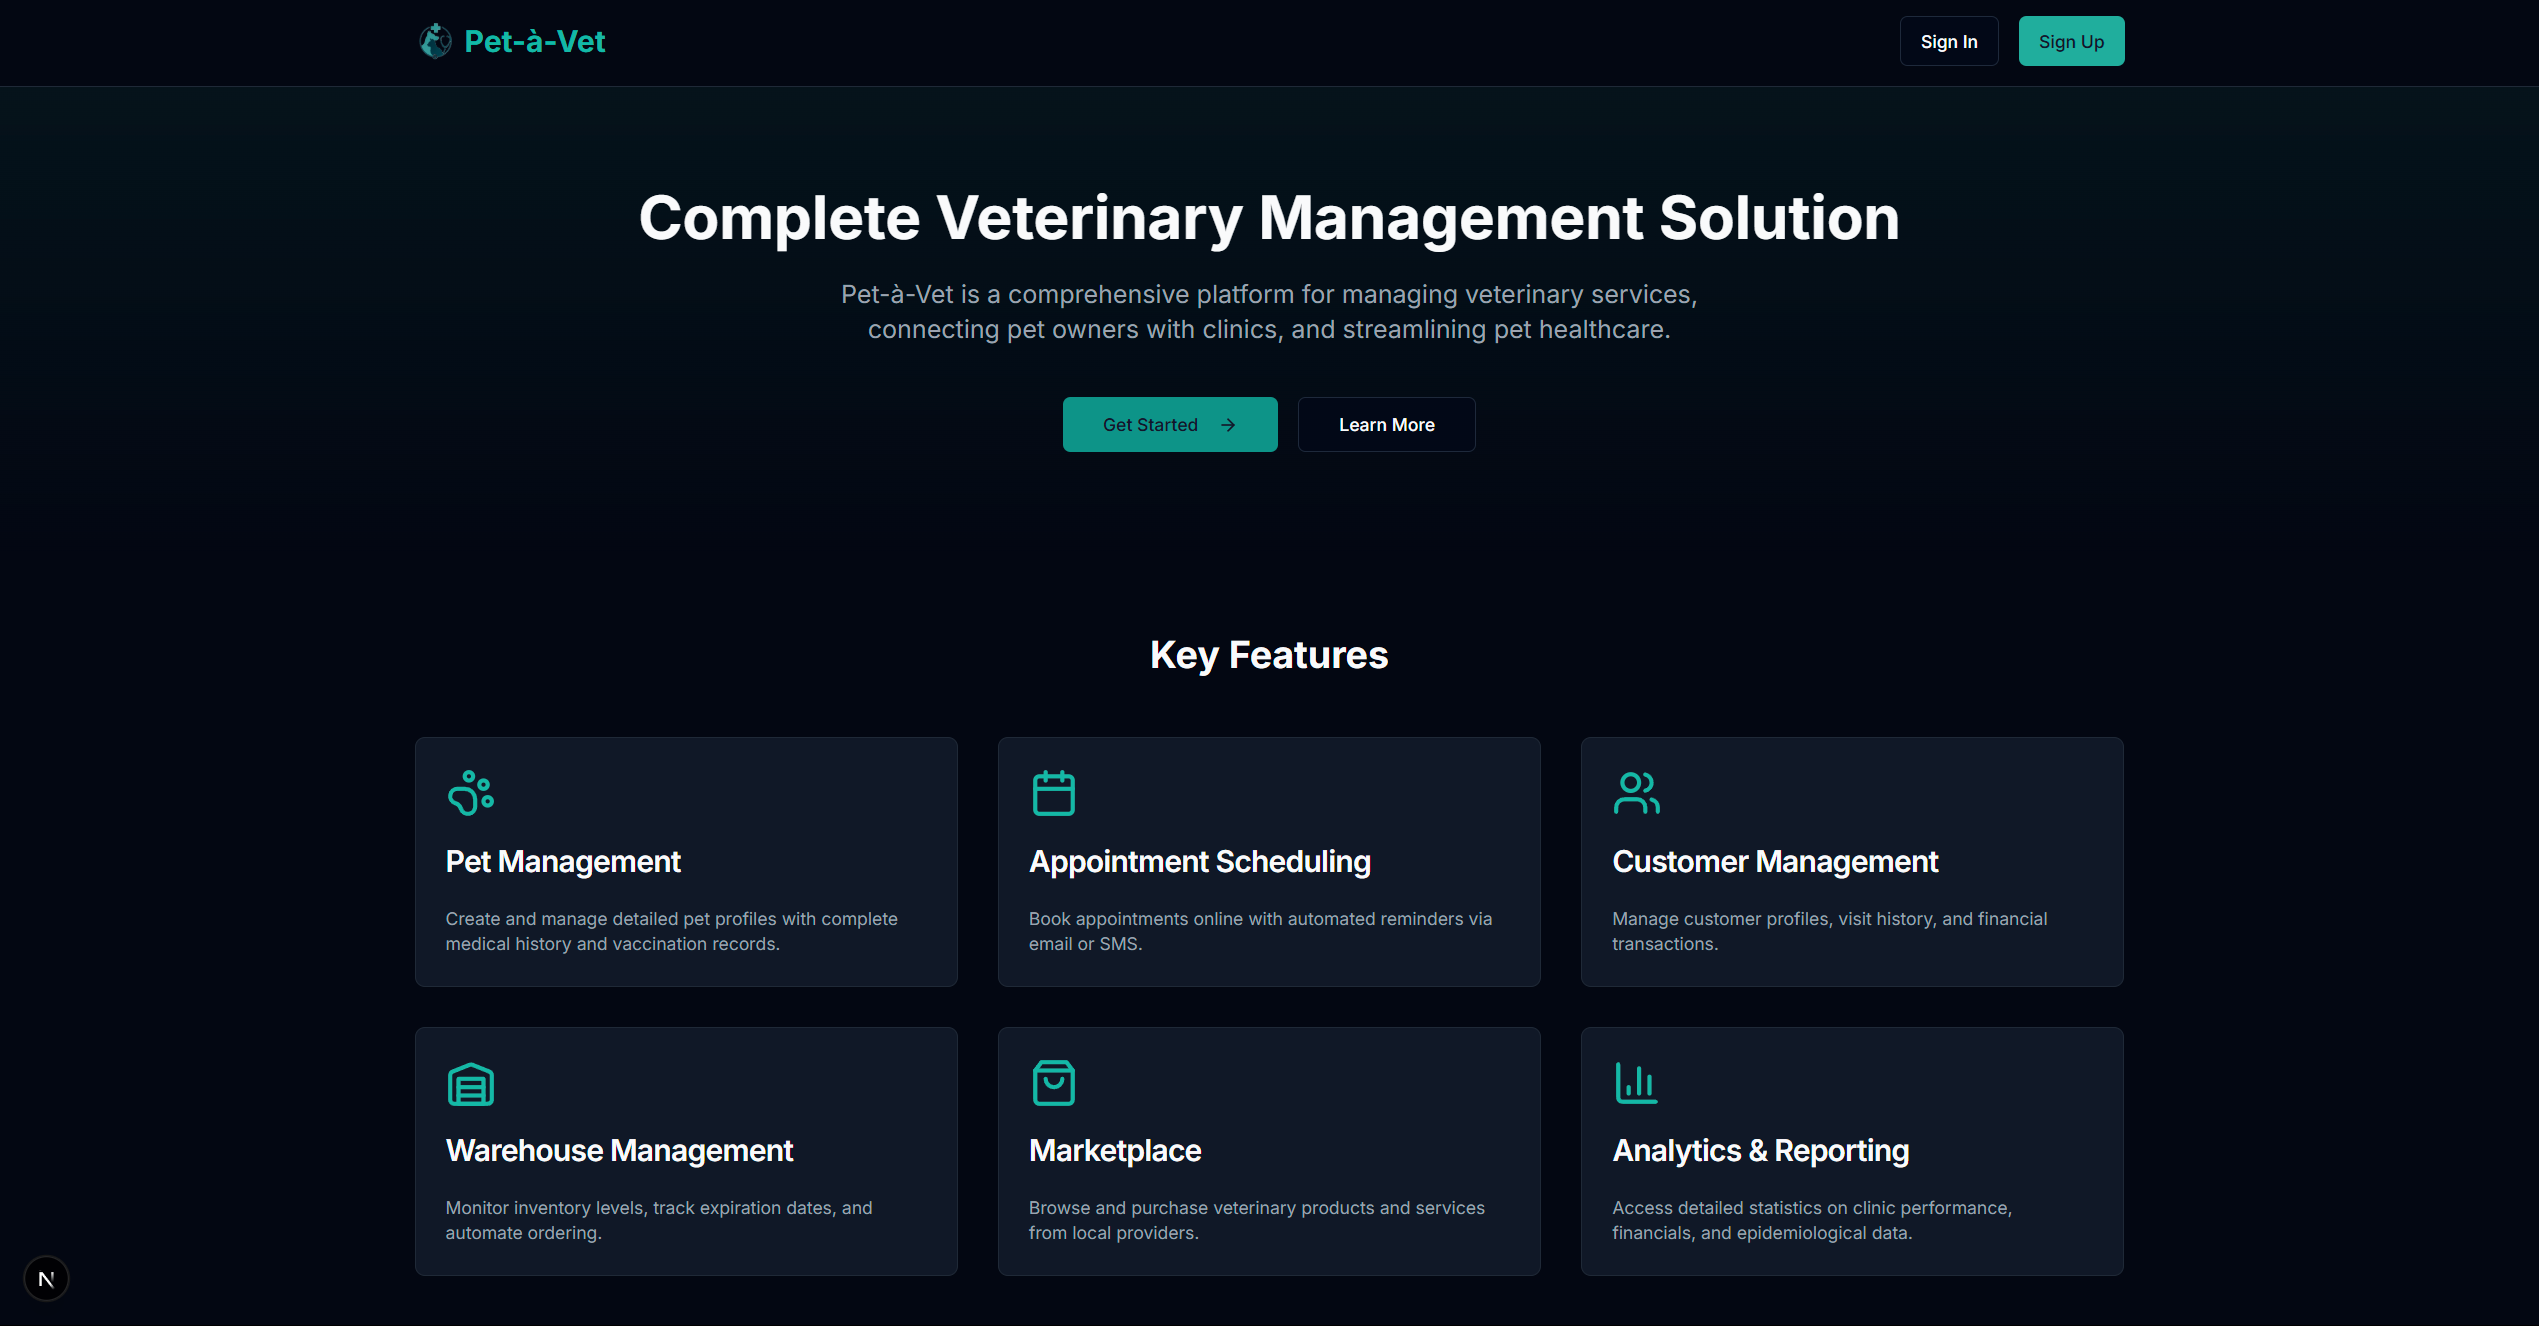 Pet-à-Vet
Sign In
Sign Up
Complete Veterinary Management Solution
Pet-à-Vet is a comprehensive platform for managing veterinary services,
connecting pet owners with clinics, and streamlining pet healthcare.
Get Started
Learn More
Key Features
Pet Management
Create and manage detailed pet profiles with complete
medical history and vaccination records.
Appointment Scheduling
Book appointments online with automated reminders via
email or SMS.
Customer Management
Manage customer profiles, visit history, and financial
transactions.
Warehouse Management
Monitor inventory levels, track expiration dates, and
automate ordering.
Marketplace
Browse and purchase veterinary products and services
from local providers.
Analytics & Reporting
Access detailed statistics on clinic performance,
financials, and epidemiological data.
N